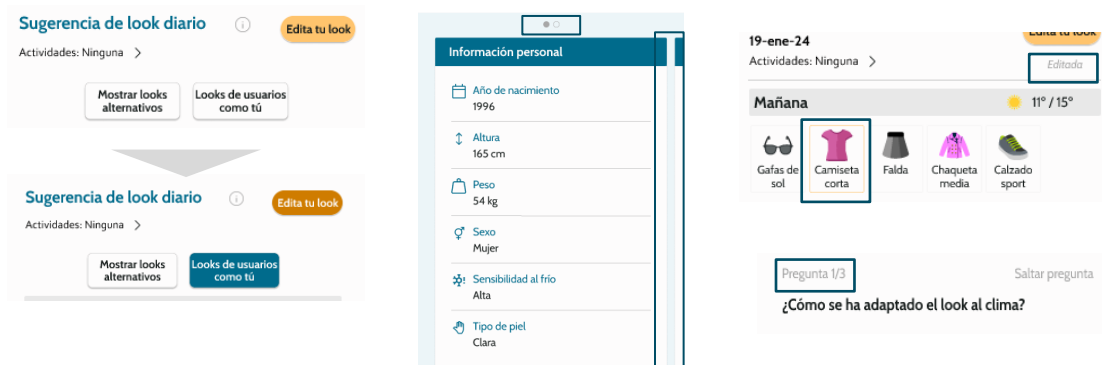 Sugerencia de look diario
Edita tu look
Actividades: Ninguna
Mostrar looks
alternativos
Looks de usuarios
como tú
Sugerencia de look diario
Edita tu look
Actividades: Ninguna
Mostrar looks
alternativos
Looks de usuarios
como tú
Información personal
Año de nacimiento
1996
Altura
165 cm
Peso
54 kg
Sexo
Mujer
Sensibilidad al frío
Alta
Tipo de piel
Clara
Edita tu look
19-ene-24
Actividades: Ninguna
Editada
Mañana
11º / 15º
Gafas de
sol
Camiseta
corta
Falda
Chaqueta
media
Calzado
sport
Pregunta 1/3
Saltar pregunta
¿Cómo se ha adaptado el look al clima?